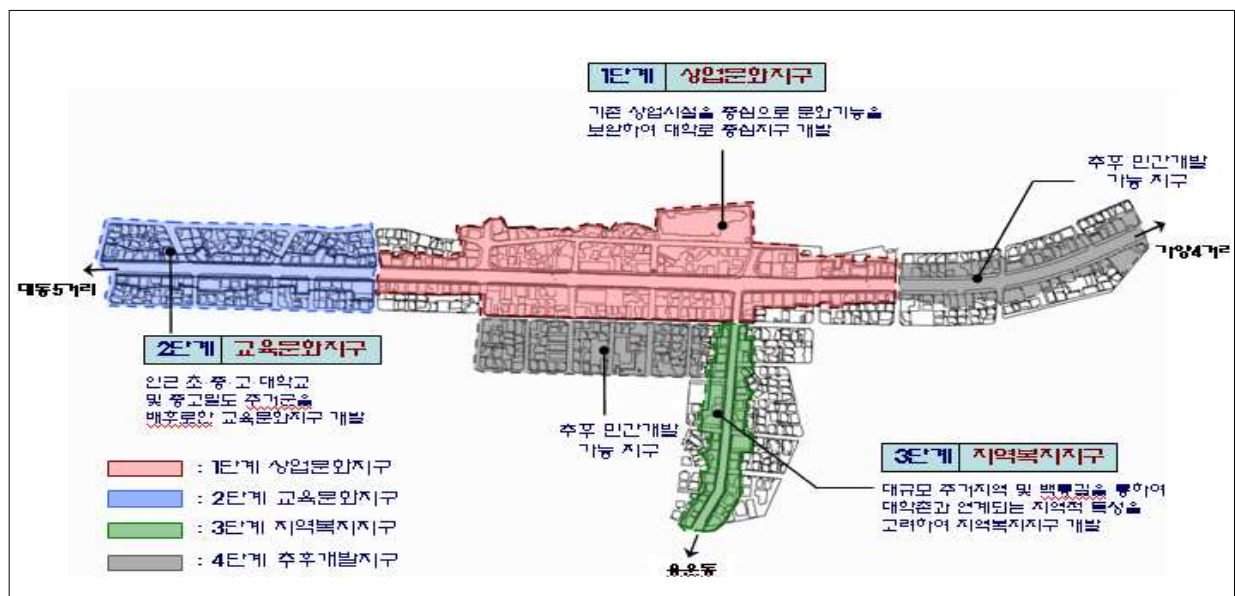 1단계 상업문화지구
기존 상업시설을 중심으로 문화기능을
보완하여 대학로 중심지구 개발
추후 민간개발
가능 지구
가양4거리
대동5거리
2단계 교육문화지구
인근 초·중·고·대학교
및 중고밀도 주거군을
배후로한 교육문화지구 개발
추후 민간개발
가능 지구
3단계 지역복지지구
대규모 주거지역 및 백룡길을 통하여
대학촌과 연계되는 지역적 특성을
고려하여 지역복지지구 개발
: 1단계 상업문화지구
: 2단계 교육문화지구
: 3단계 지역복지지구
: 4단계 추후개발지구
용운동